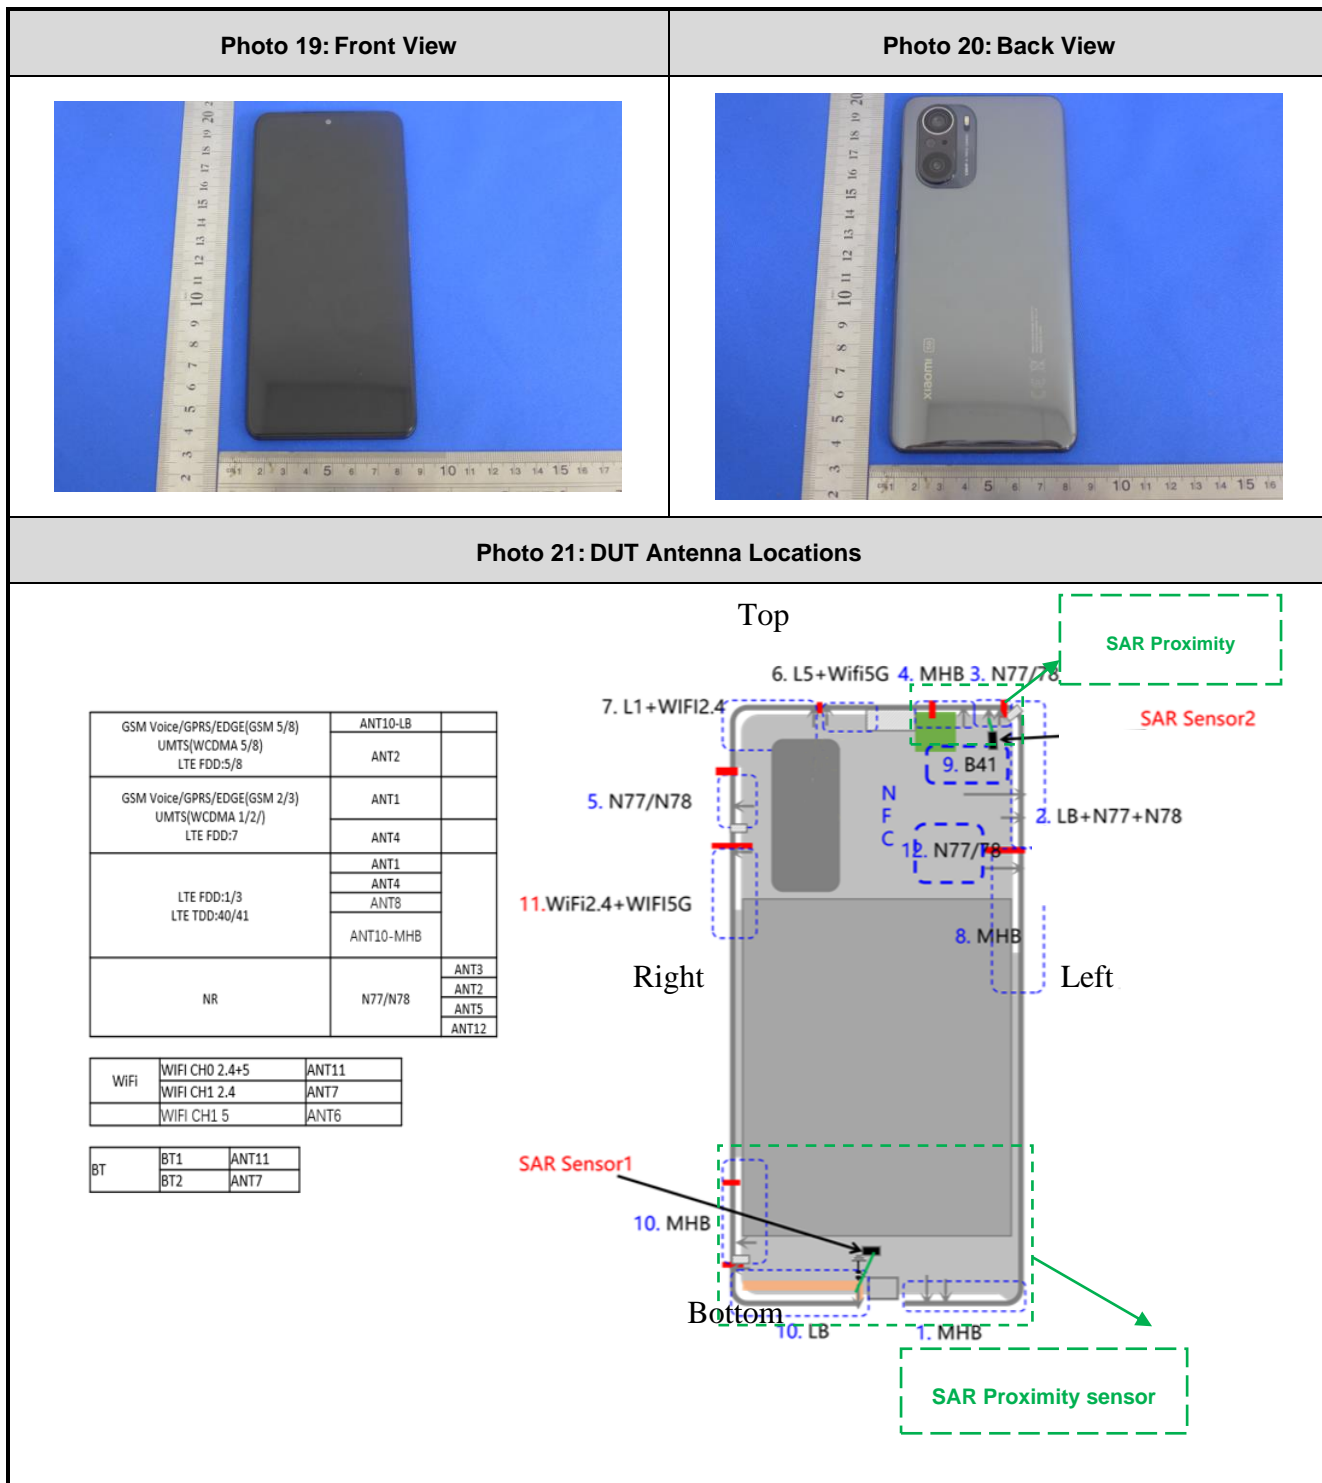 Photo 19: Front View
Photo 20: Back View
xiaomi 5G
Photo 21: DUT Antenna Locations
Top
SAR Proximity
6. L5+Wifi5G 4. MHB 3. N77/78
7. L1+WIFI2.4
SAR Sensor2
9. B41
5. N77/N78
NFC
2. LB+N77+N78
12. N77/78
11.WiFi2.4+WIFI5G
8. MHB
Right
Left
GSM Voice/GPRS/EDGE(GSM 5/8)
UMTS(WCDMA 5/8)
LTE FDD:5/8
ANT10-LB
ANT2
GSM Voice/GPRS/EDGE(GSM 2/3)
UMTS(WCDMA 1/2/)
LTE FDD:7
ANT1
ANT4
LTE FDD:1/3
LTE TDD:40/41
ANT1
ANT4
ANT8
ANT10-MHB
NR
N77/N78
ANT3
ANT2
ANT5
ANT12
WiFi
WIFI CH0 2.4+5 ANT11
WIFI CH1 2.4 ANT7
WIFI CH1 5 ANT6
BT
BT1 ANT11
BT2 ANT7
SAR Sensor1
10. MHB
Bottom
10. LB
1. MHB
SAR Proximity sensor